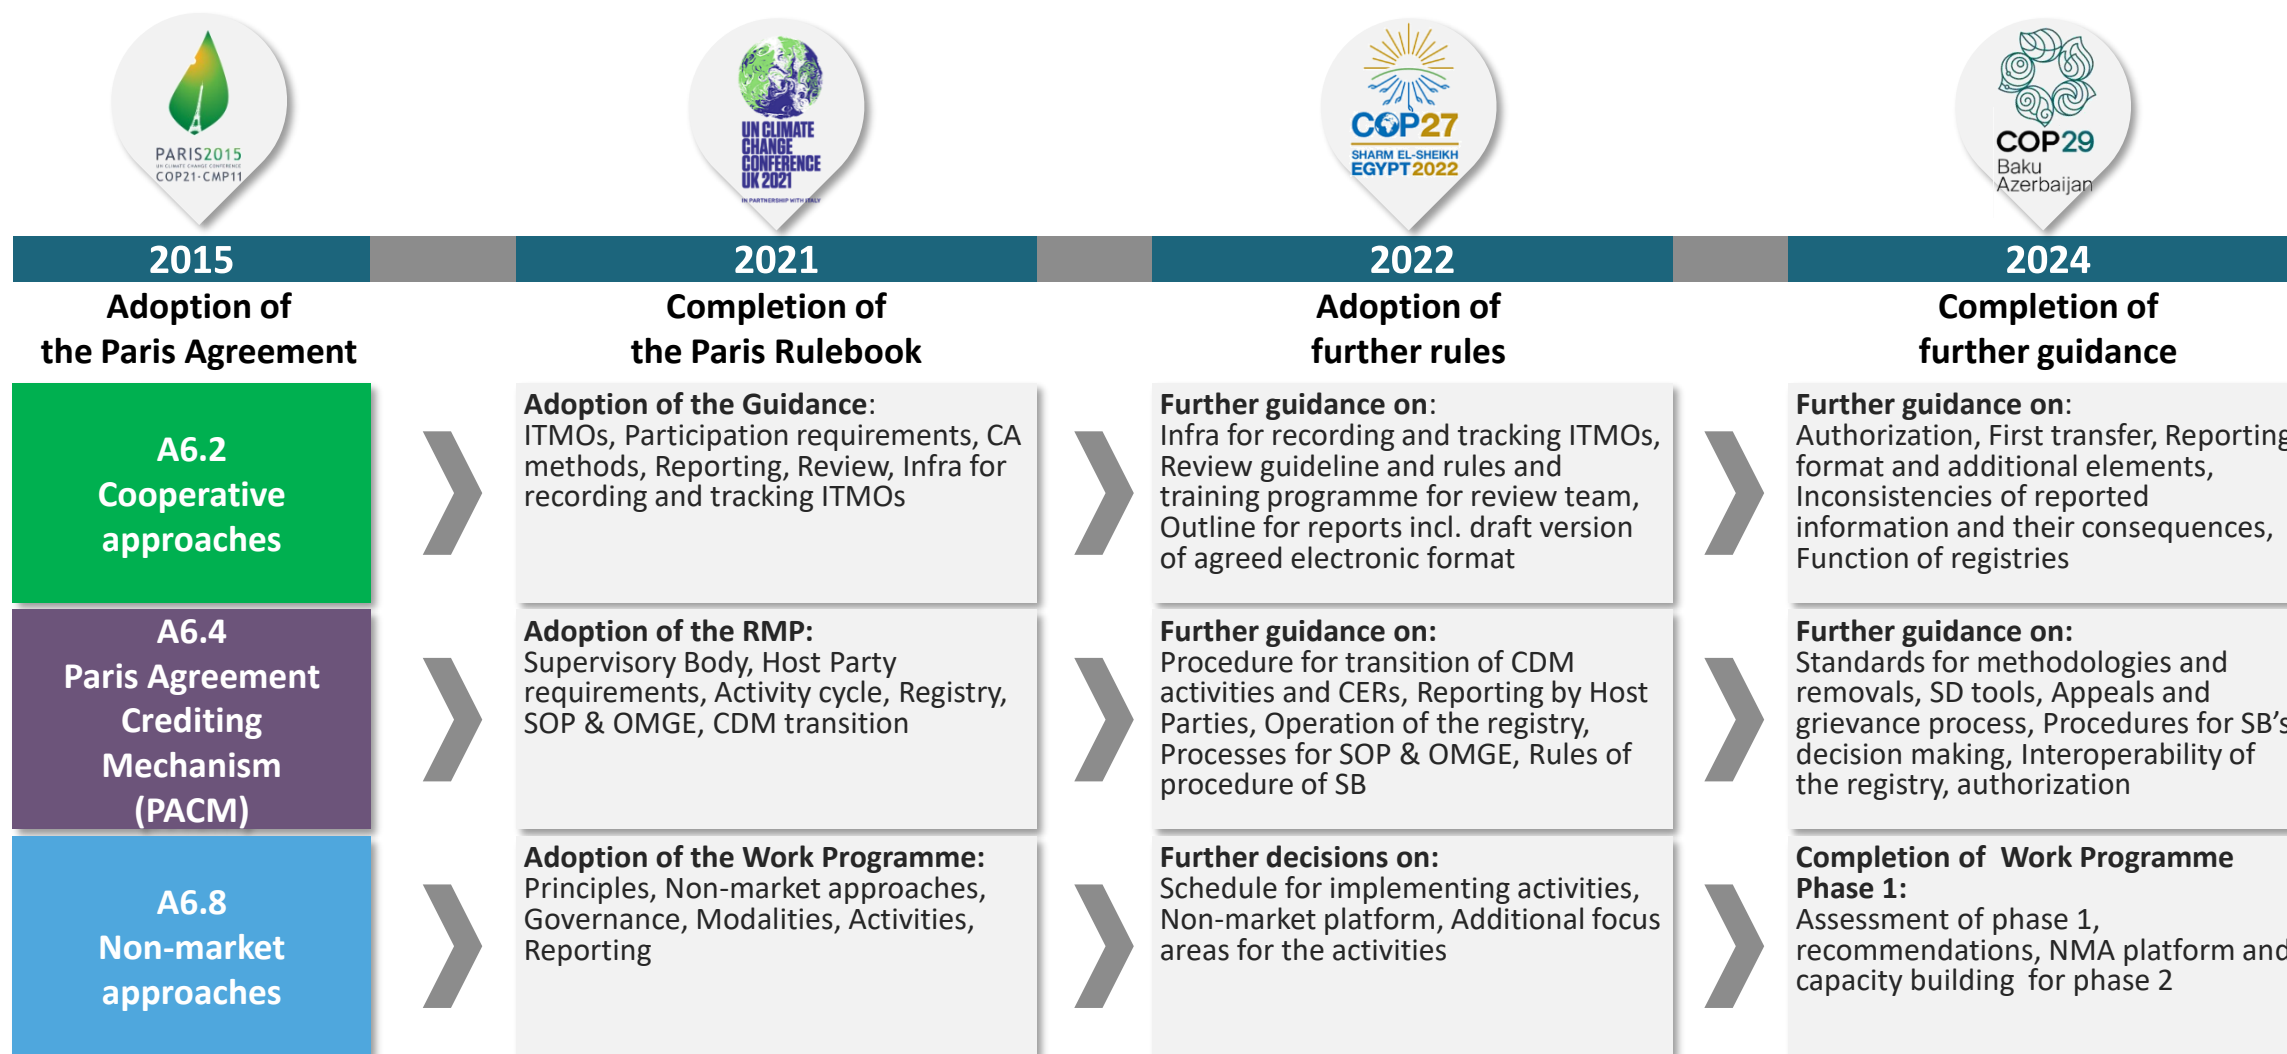 PARIS2015
UN CLIMATE CHANGE CONFERENCE
COP21·CMP11
UN CLIMATE
CHANGE
CONFERENCE
UK 2021
IN PARTNERSHIP WITH ITALY
COP27
SHARM EL-SHEIKH
EGYPT2022
COP29
Baku
Azerbaijan
2015
2021
2022
2024
Adoption of
the Paris Agreement
Completion of
the Paris Rulebook
Adoption of
further rules
Completion of
further guidance
A6.2
Cooperative
approaches
Adoption of the Guidance:
ITMOs, Participation requirements, CA
methods, Reporting, Review, Infra for
recording and tracking ITMOs
Further guidance on:
Infra for recording and tracking ITMOs,
Review guideline and rules and
training programme for review team,
Outline for reports incl. draft version
of agreed electronic format
Further guidance on:
Authorization, First transfer, Reporting
format and additional elements,
Inconsistencies of reported
information and their consequences,
Function of registries
A6.4
Paris Agreement
Crediting
Mechanism
(PACM)
Adoption of the RMP:
Supervisory Body, Host Party
requirements, Activity cycle, Registry,
SOP & OMGE, CDM transition
Further guidance on:
Procedure for transition of CDM
activities and CERs, Reporting by Host
Parties, Operation of the registry,
Processes for SOP & OMGE, Rules of
procedure of SB
Further guidance on:
Standards for methodologies and
removals, SD tools, Appeals and
grievance process, Procedures for SB’s
decision making, Interoperability of
the registry, authorization
A6.8
Non-market
approaches
Adoption of the Work Programme:
Principles, Non-market approaches,
Governance, Modalities, Activities,
Reporting
Further decisions on:
Schedule for implementing activities,
Non-market platform, Additional focus
areas for the activities
Completion of  Work Programme
Phase 1:
Assessment of phase 1,
recommendations, NMA platform and
capacity building  for phase 2